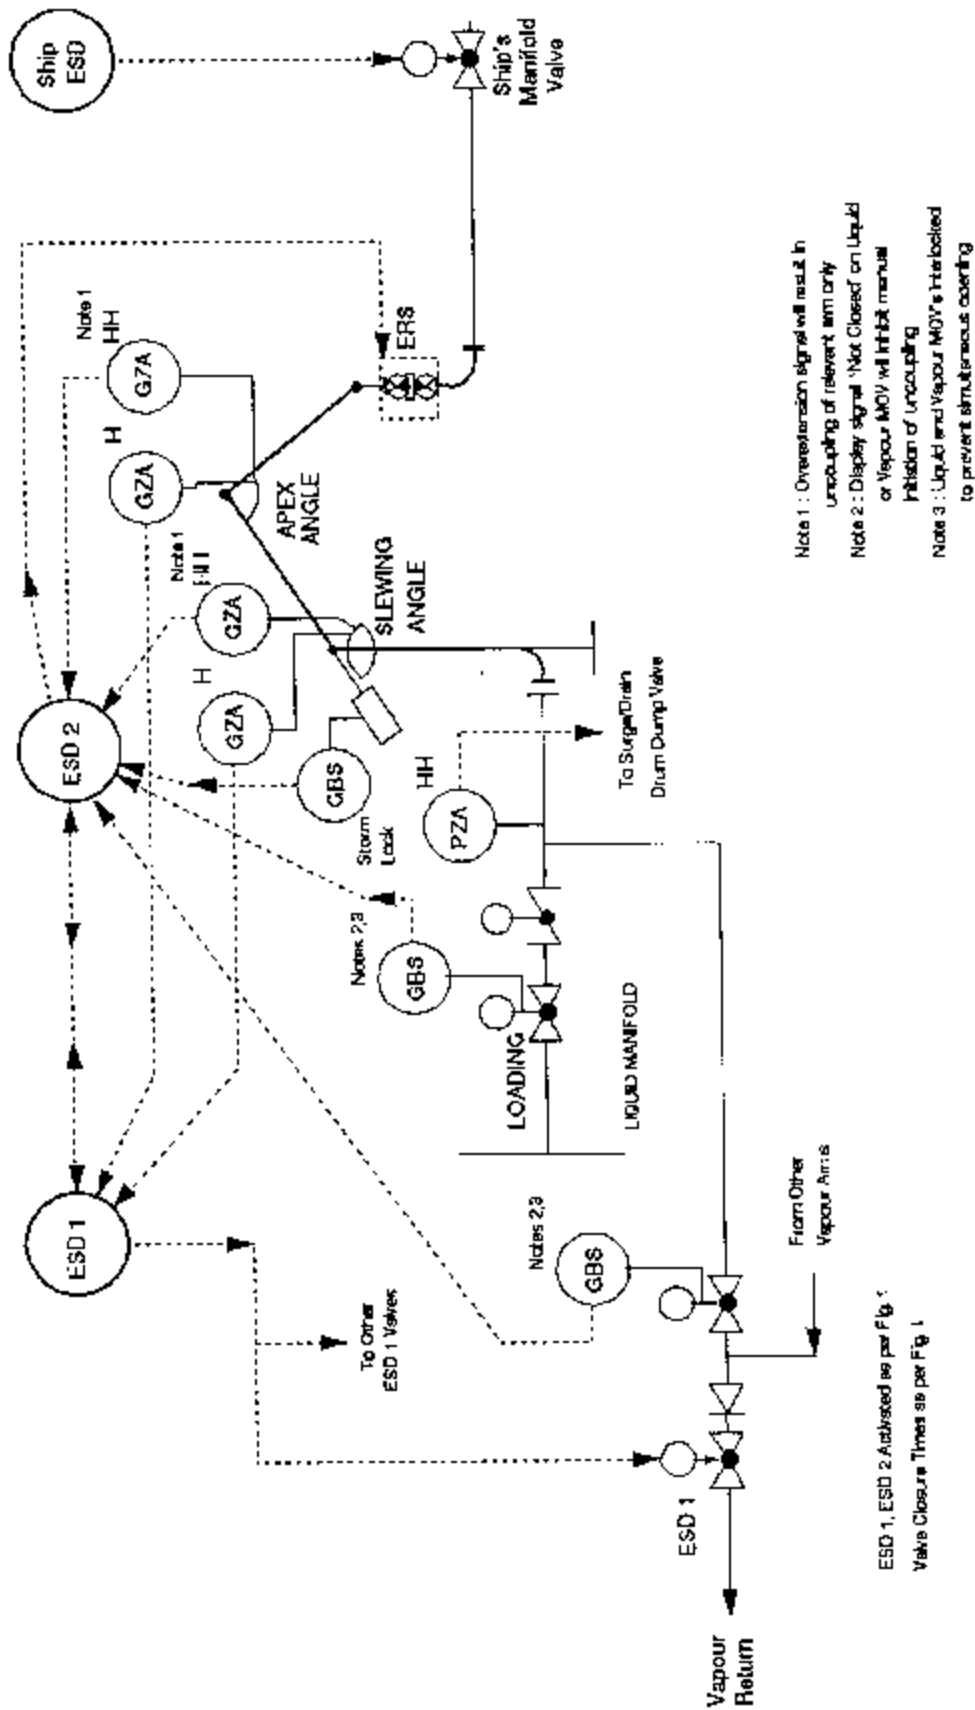 Ship
ESD
Ship's
Manifold
Valve
Note 1
HH
GZA
H
GZA
ERS
APEX
ANGLE
Note 1
HH
GZA
H
GZA
SLEWING
ANGLE
ESD 2
GBS
Storm
Lock
HH
PZA
To Surge/Drain
Drum Dump Valve
Notes 2,3
GBS
LOADING
LIQUID MANIFOLD
ESD 1
To Other
ESD 1 Valves
Notes 2,3
GBS
From Other
Vapour Arms
ESD 1
Vapour
Return
Note 1 : Overextension signal will result in
uncoupling of relevant arm only
Note 2 : Display signal 'Not Closed' on Liquid
or Vapour MOV will inhibit manual
initiation of uncoupling
Note 3 : Liquid and Vapour MOV's interlocked
to prevent simultaneous opening
ESD 1, ESD 2 Activated as per Fig. 1
Valve Closure Times as per Fig. 1